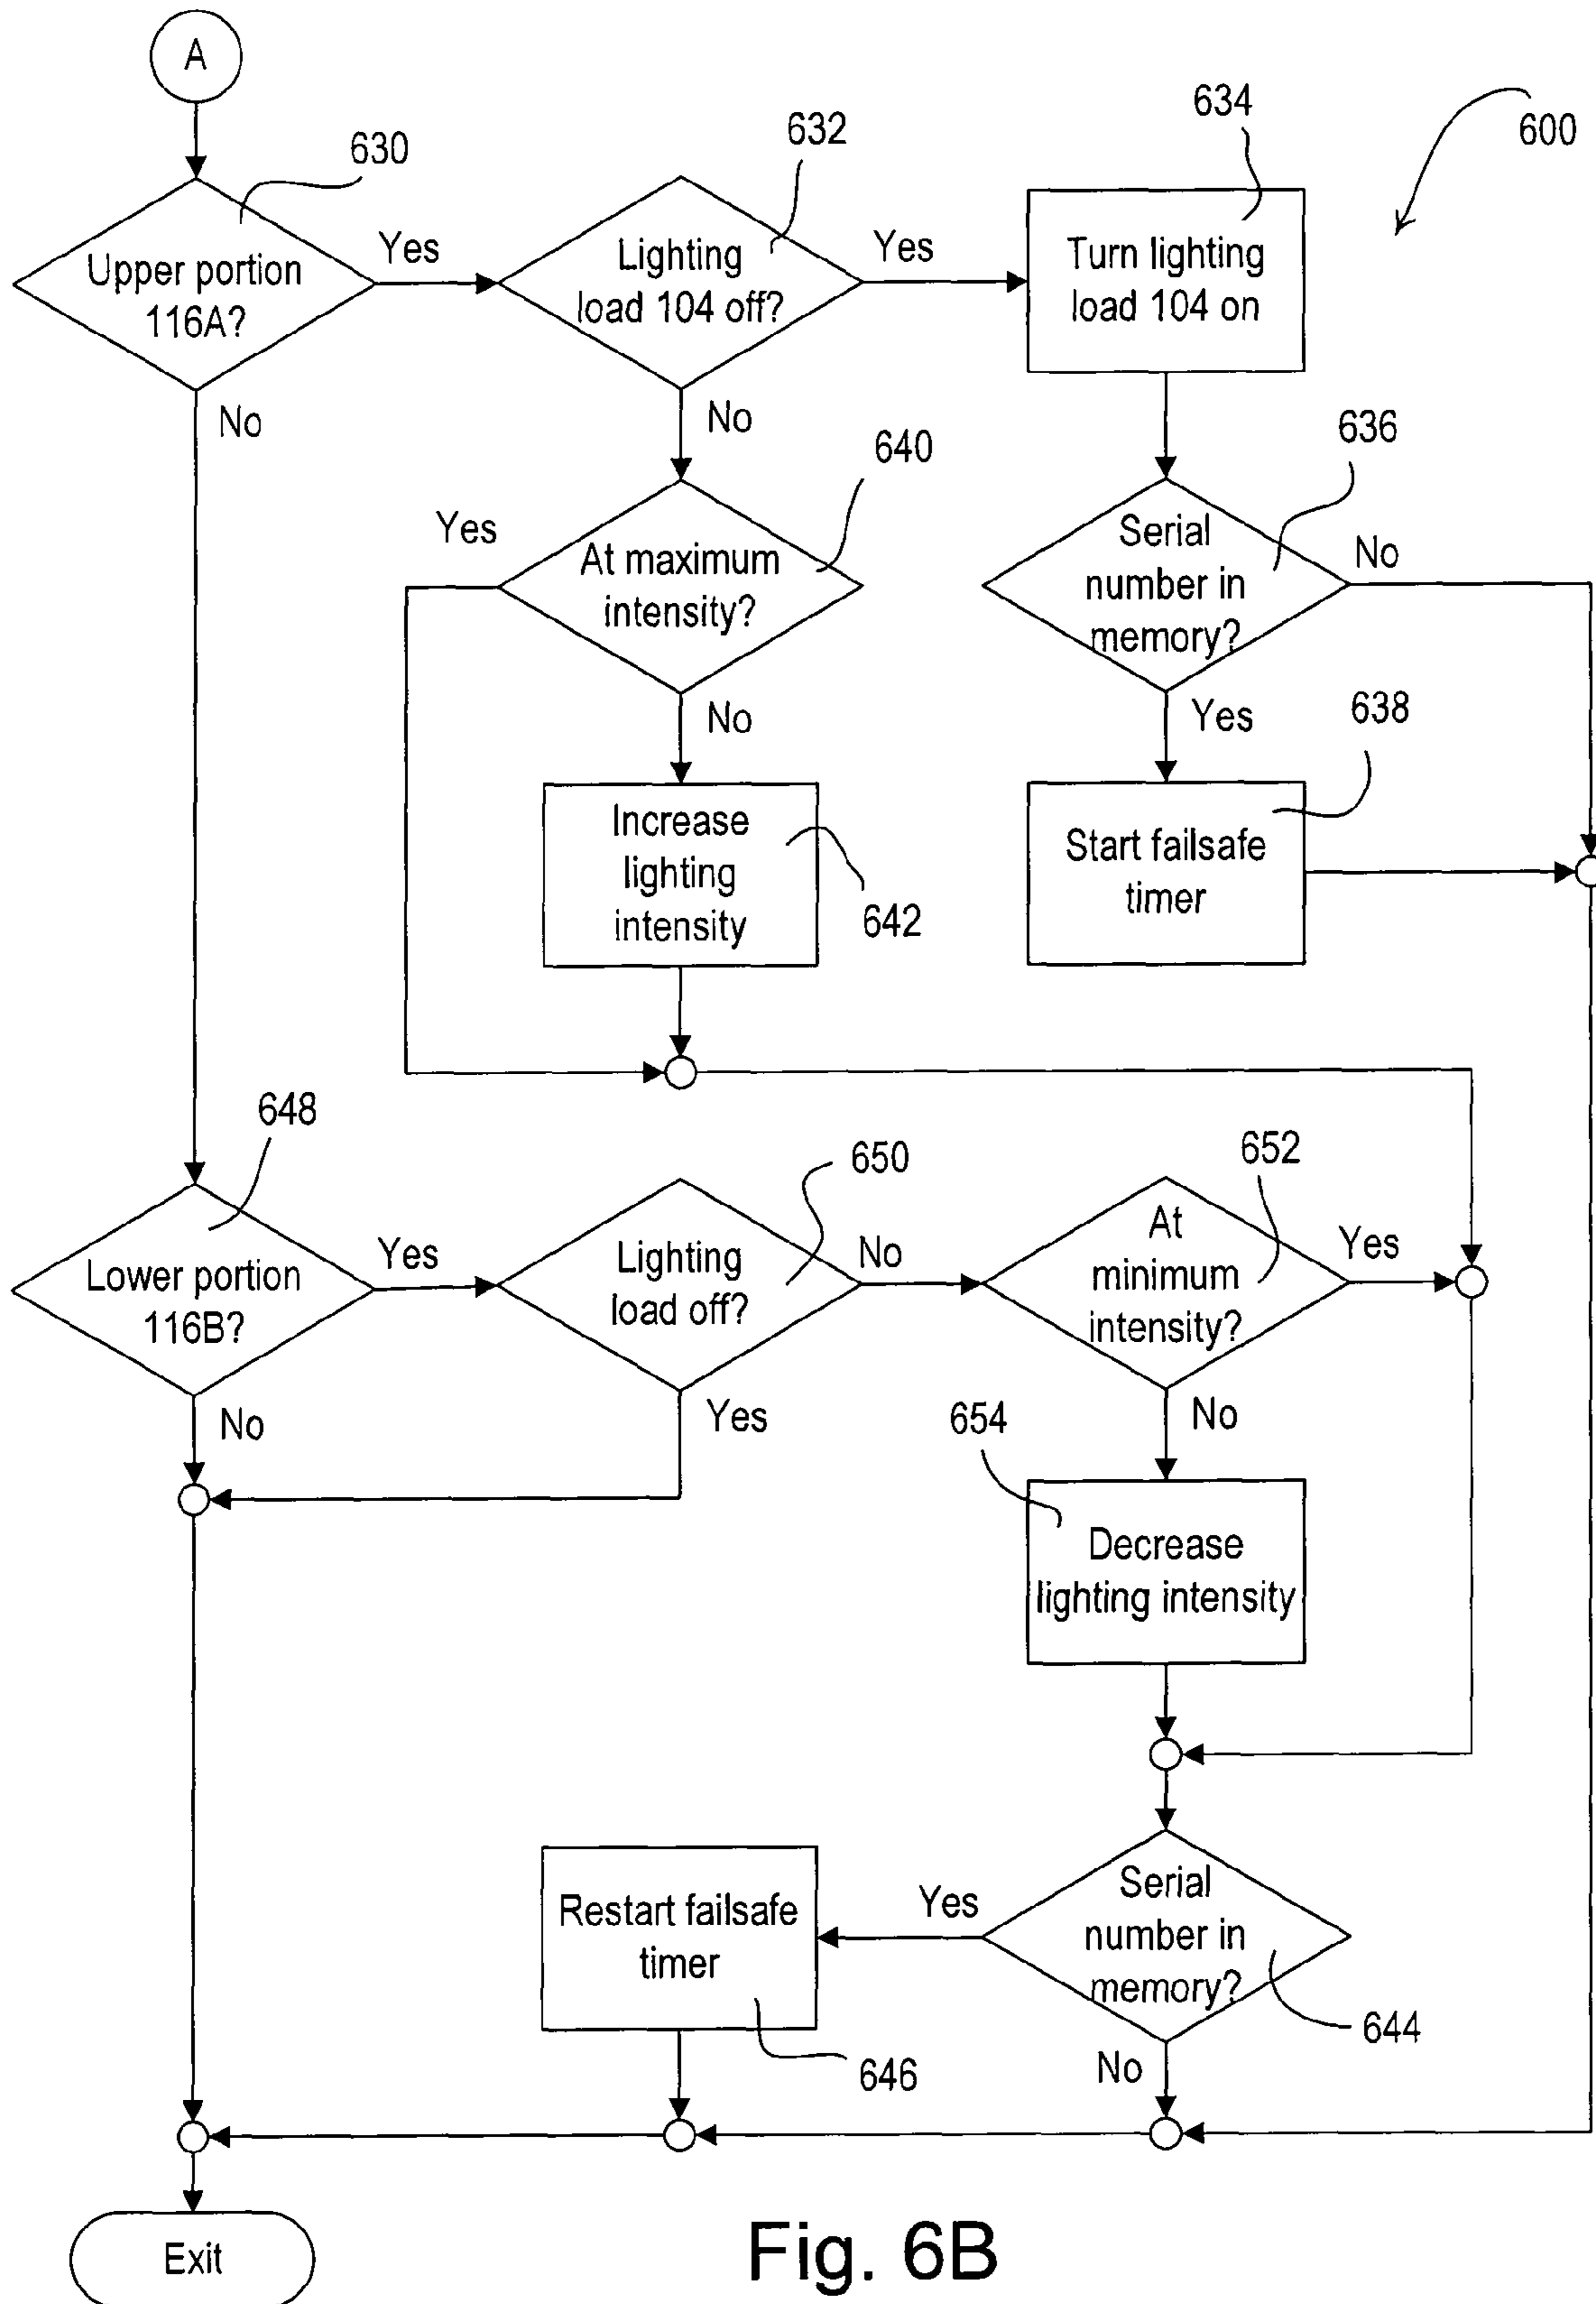 A
630
632
634
600
Upper portion
116A?
Yes
Lighting
load 104 off?
Yes
Turn lighting
load 104 on
No
No
640
636
Yes
At maximum
intensity?
Serial
number in
memory?
No
No
Yes
638
Increase
lighting
intensity
642
Start failsafe
timer
648
650
652
Lower portion
116B?
Yes
Lighting
load off?
No
At
minimum
intensity?
Yes
No
Yes
654
No
Decrease
lighting intensity
Restart failsafe
timer
Yes
Serial
number in
memory?
644
646
No
Exit
Fig. 6B